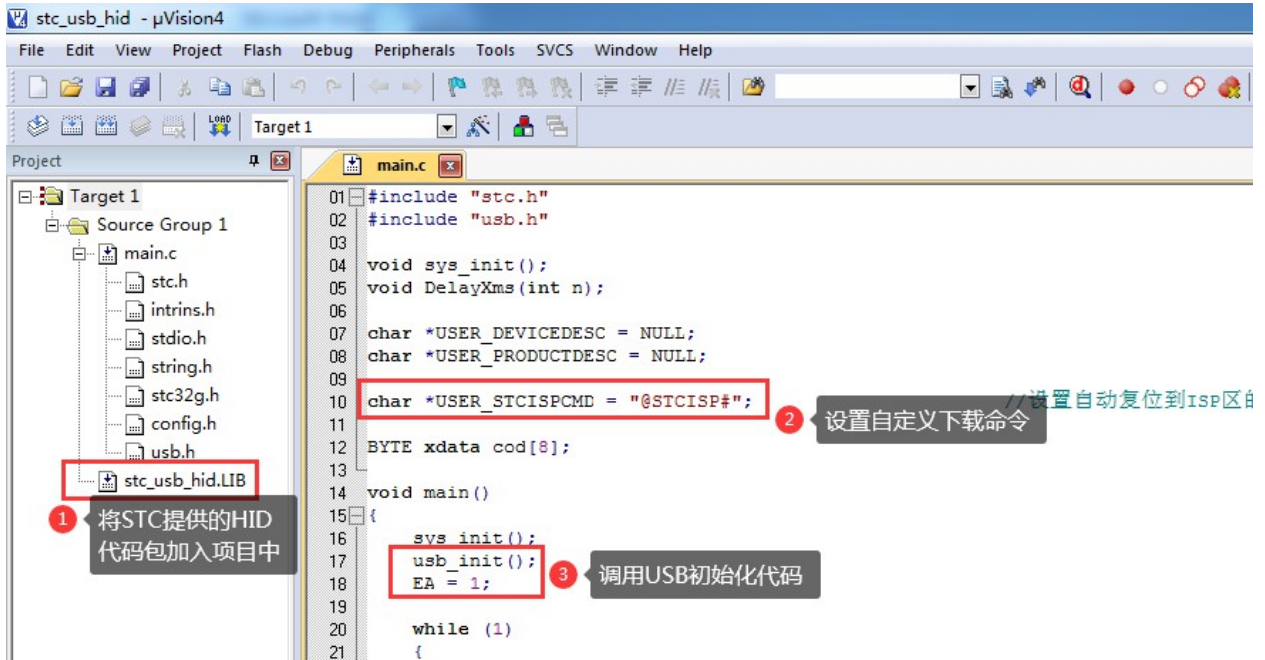 stc_usb_hid - µVision4
File Edit View Project Flash Debug Peripherals Tools SVCS Window Help
LOAD Target 1
Project
main.c
Target 1
Source Group 1
main.c
stc.h
intrins.h
stdio.h
string.h
stc32g.h
config.h
usb.h
stc_usb_hid.LIB
1 将STC提供的HID
代码包加入项目中
01 #include "stc.h"
02 #include "usb.h"
03
04 void sys_init();
05 void DelayXms(int n);
06
07 char *USER_DEVICEDESC = NULL;
08 char *USER_PRODUCTDESC = NULL;
09
10 char *USER_STCISPCMD = "@STCISP#"; //设置自动复位到ISP区的
2 设置自定义下载命令
11
12 BYTE xdata cod[8];
13
14 void main()
15 {
16 sys_init();
17 usb_init();
18 EA = 1;
3 调用USB初始化代码
19
20 while (1)
21 {